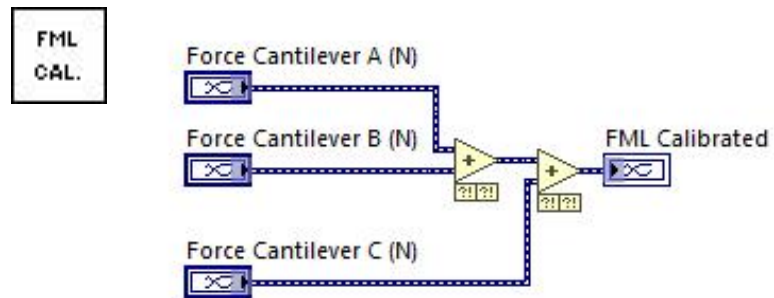 FML
CAL.
Force Cantilever A (N)
Force Cantilever B (N)
FML Calibrated
+
+
?! ?!
?! ?!
Force Cantilever C (N)